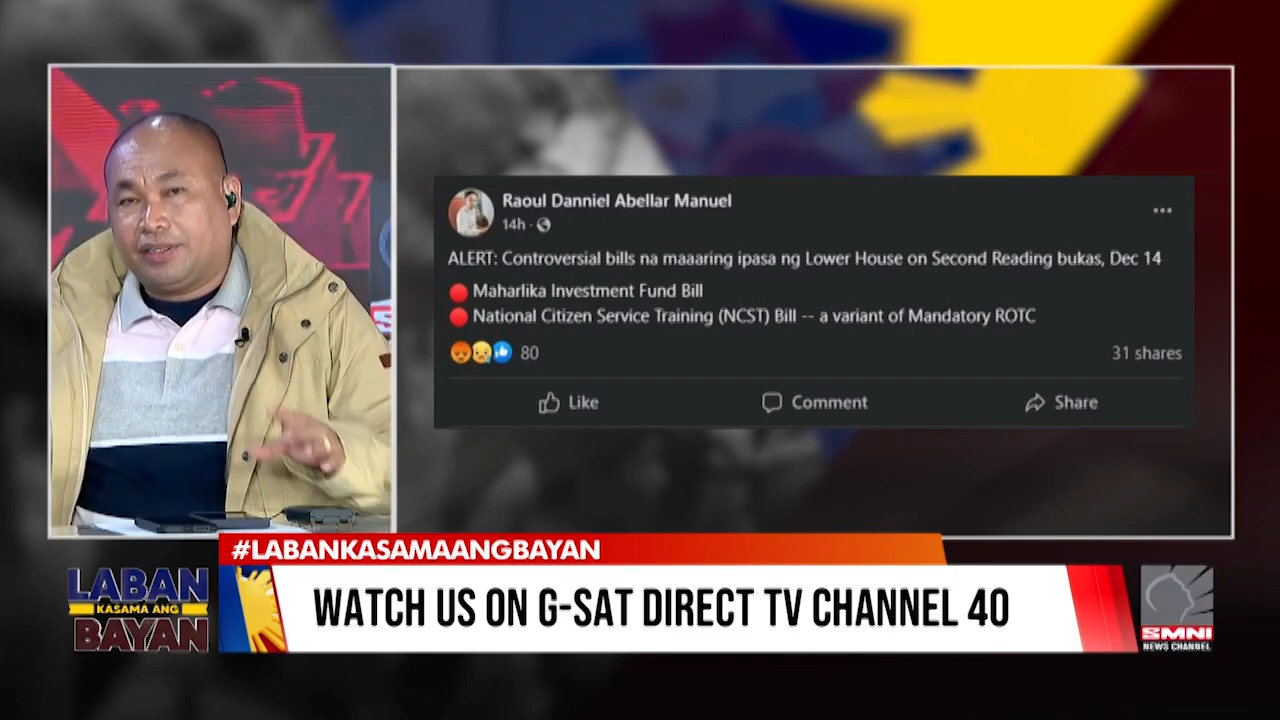 Raoul Danniel Abellar Manuel
14h
ALERT: Controversial bills na maaaring ipasa ng Lower House on Second Reading bukas, Dec 14
Maharlika Investment Fund Bill
National Citizen Service Training (NCST) Bill -- a variant of Mandatory ROTC
80
31 shares
Like
Comment
Share
#LABANKASAMAANGBAYAN
LABAN
KASAMA ANG
BAYAN
WATCH US ON G-SAT DIRECT TV CHANNEL 40
SMNI
NEWS CHANNEL